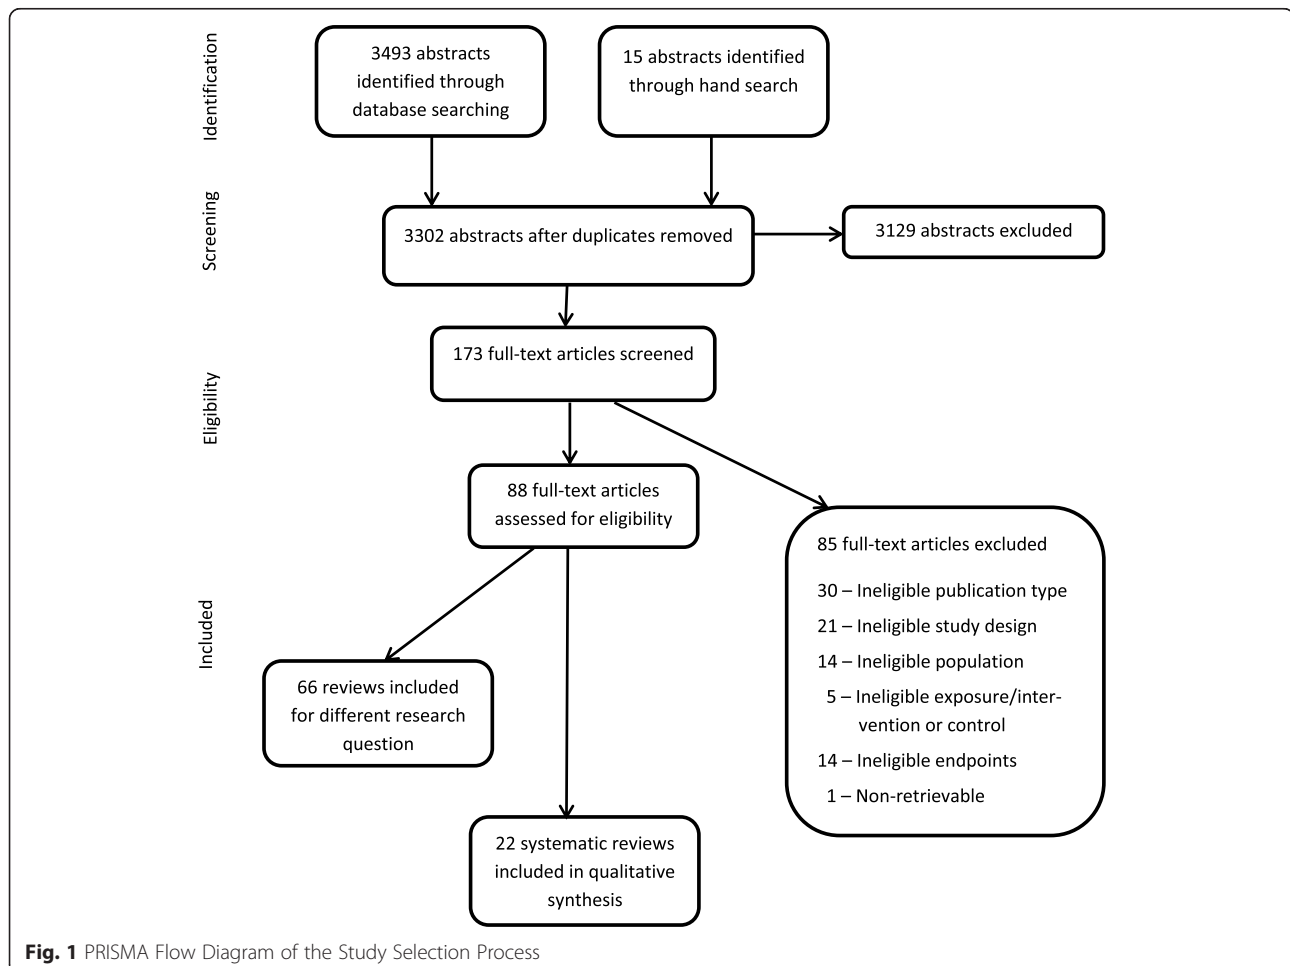 Identification
3493 abstracts
identified through
database searching
15 abstracts identified
through hand search
Screening
3302 abstracts after duplicates removed
3129 abstracts excluded
173 full-text articles screened
Eligibility
88 full-text articles
assessed for eligibility
85 full-text articles excluded
30 – Ineligible publication type
21 – Ineligible study design
14 – Ineligible population
5 – Ineligible exposure/inter-
vention or control
14 – Ineligible endpoints
1 – Non-retrievable
Included
66 reviews included
for different research
question
22 systematic reviews
included in qualitative
synthesis
Fig. 1 PRISMA Flow Diagram of the Study Selection Process